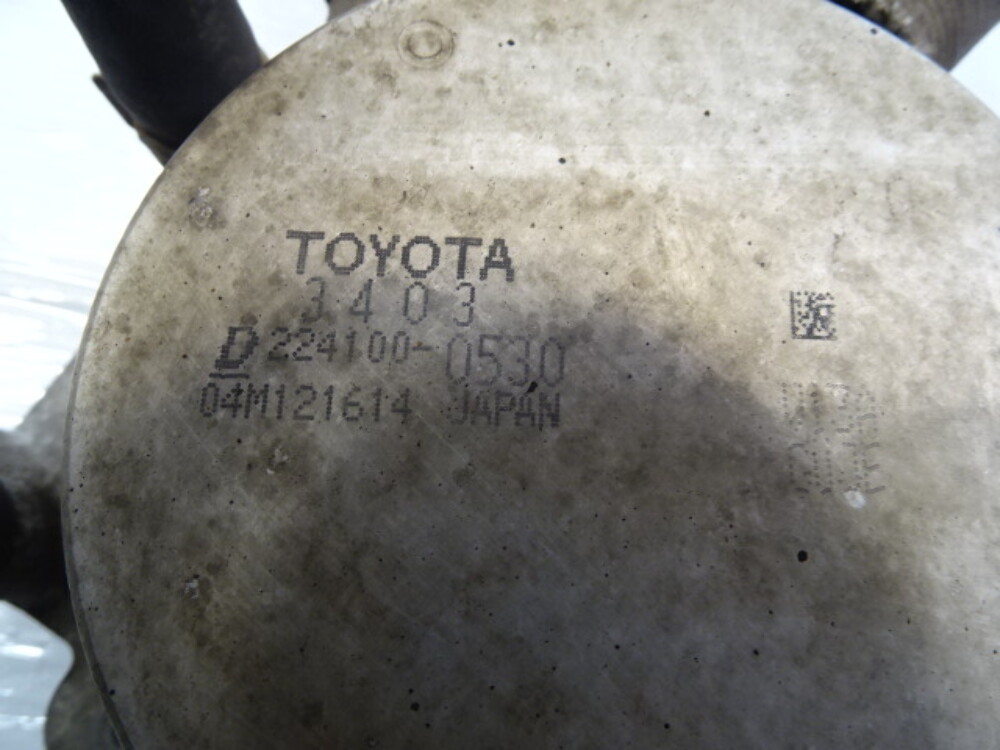 TOYOTA
3403
D 224100-0530
04M121614 JAPAN